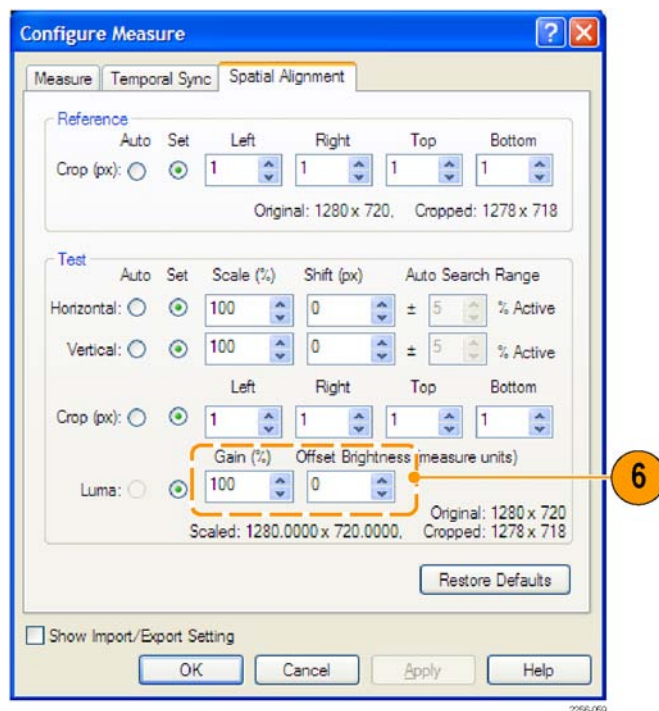 Configure Measure
Measure Temporal Sync Spatial Alignment
Reference
Auto Set Left Right Top Bottom
Crop (px): 1 1 1 1
Original: 1280 x 720, Cropped: 1278 x 718
Test
Auto Set Scale (%) Shift (px) Auto Search Range
Horizontal: 100 0 ± 5 % Active
Vertical: 100 0 ± 5 % Active
Left Right Top Bottom
Crop (px): 1 1 1 1
Gain (%) Offset Brightness (measure units)
Luma: 100 0
6
Original: 1280 x 720
Scaled: 1280.0000 x 720.0000, Cropped: 1278 x 718
Restore Defaults
Show Import/Export Setting
OK Cancel Apply Help
2256-059